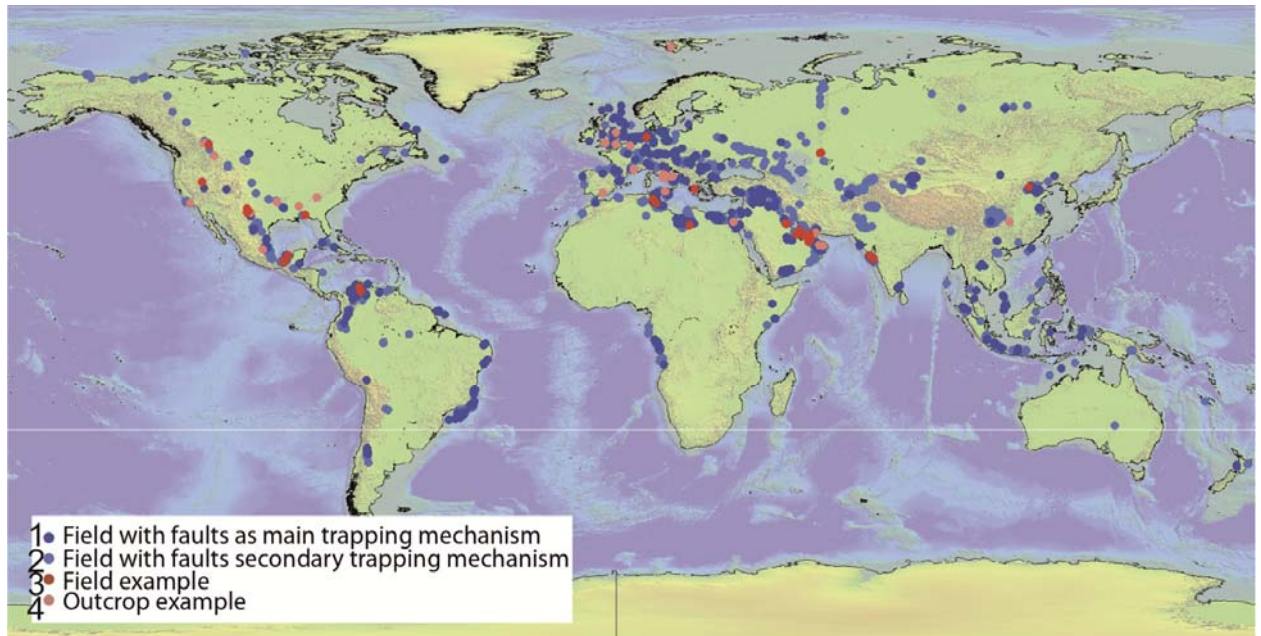 1 Field with faults as main trapping mechanism
2 Field with faults secondary trapping mechanism
3 Field example
4 Outcrop example